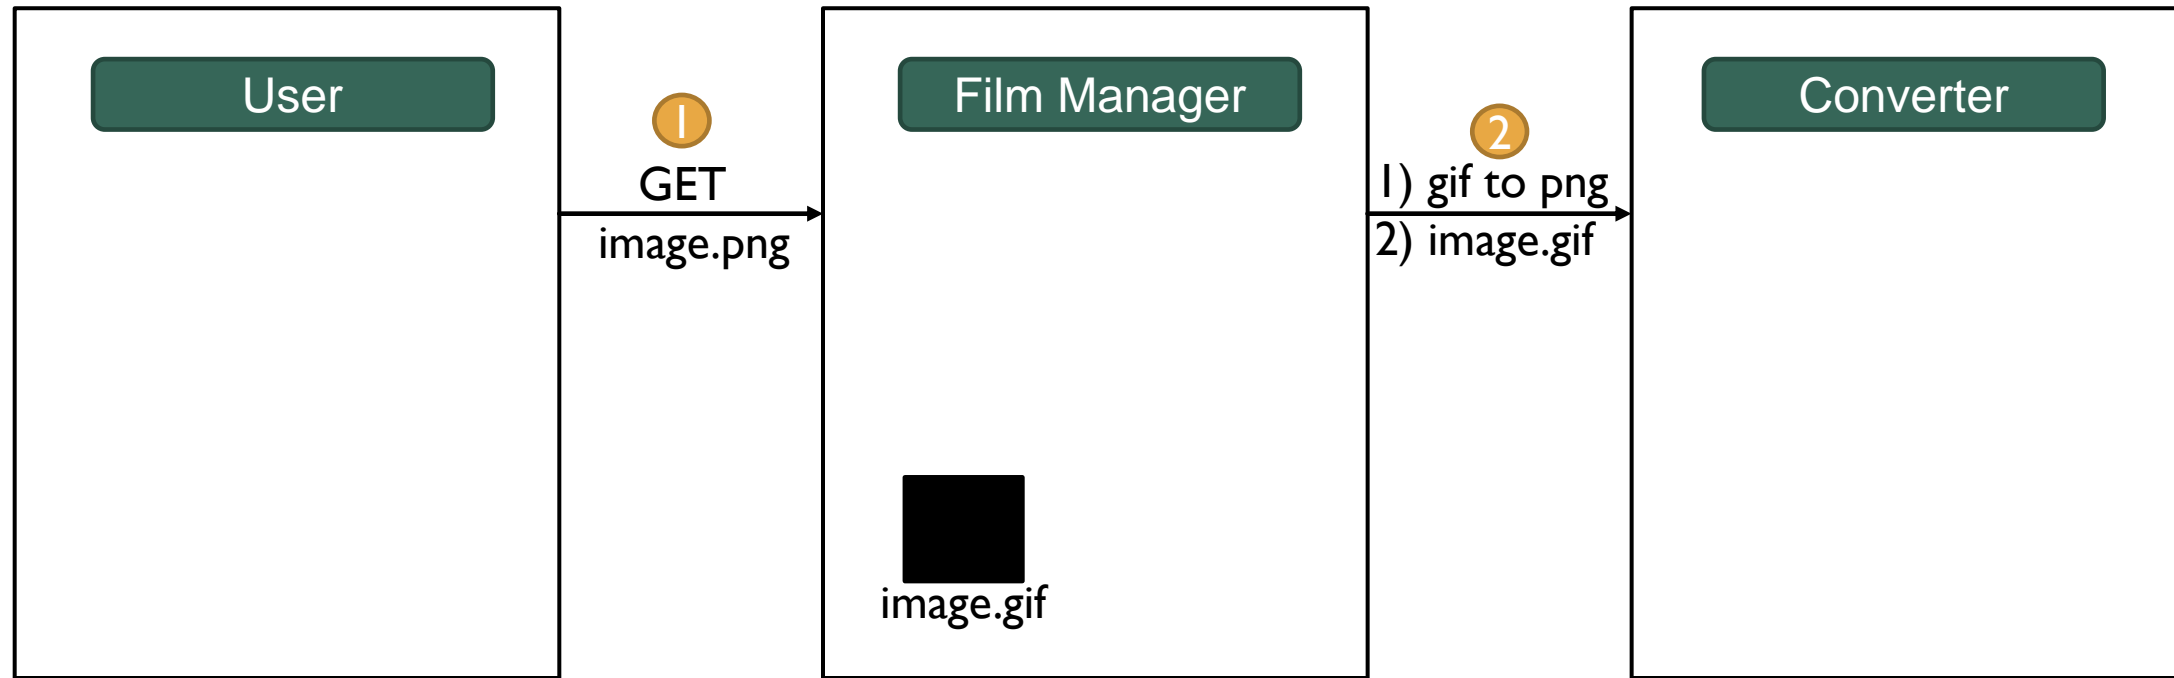 User
1
GET
image.png
Film Manager
image.gif
2
1) gif to png
2) image.gif
Converter